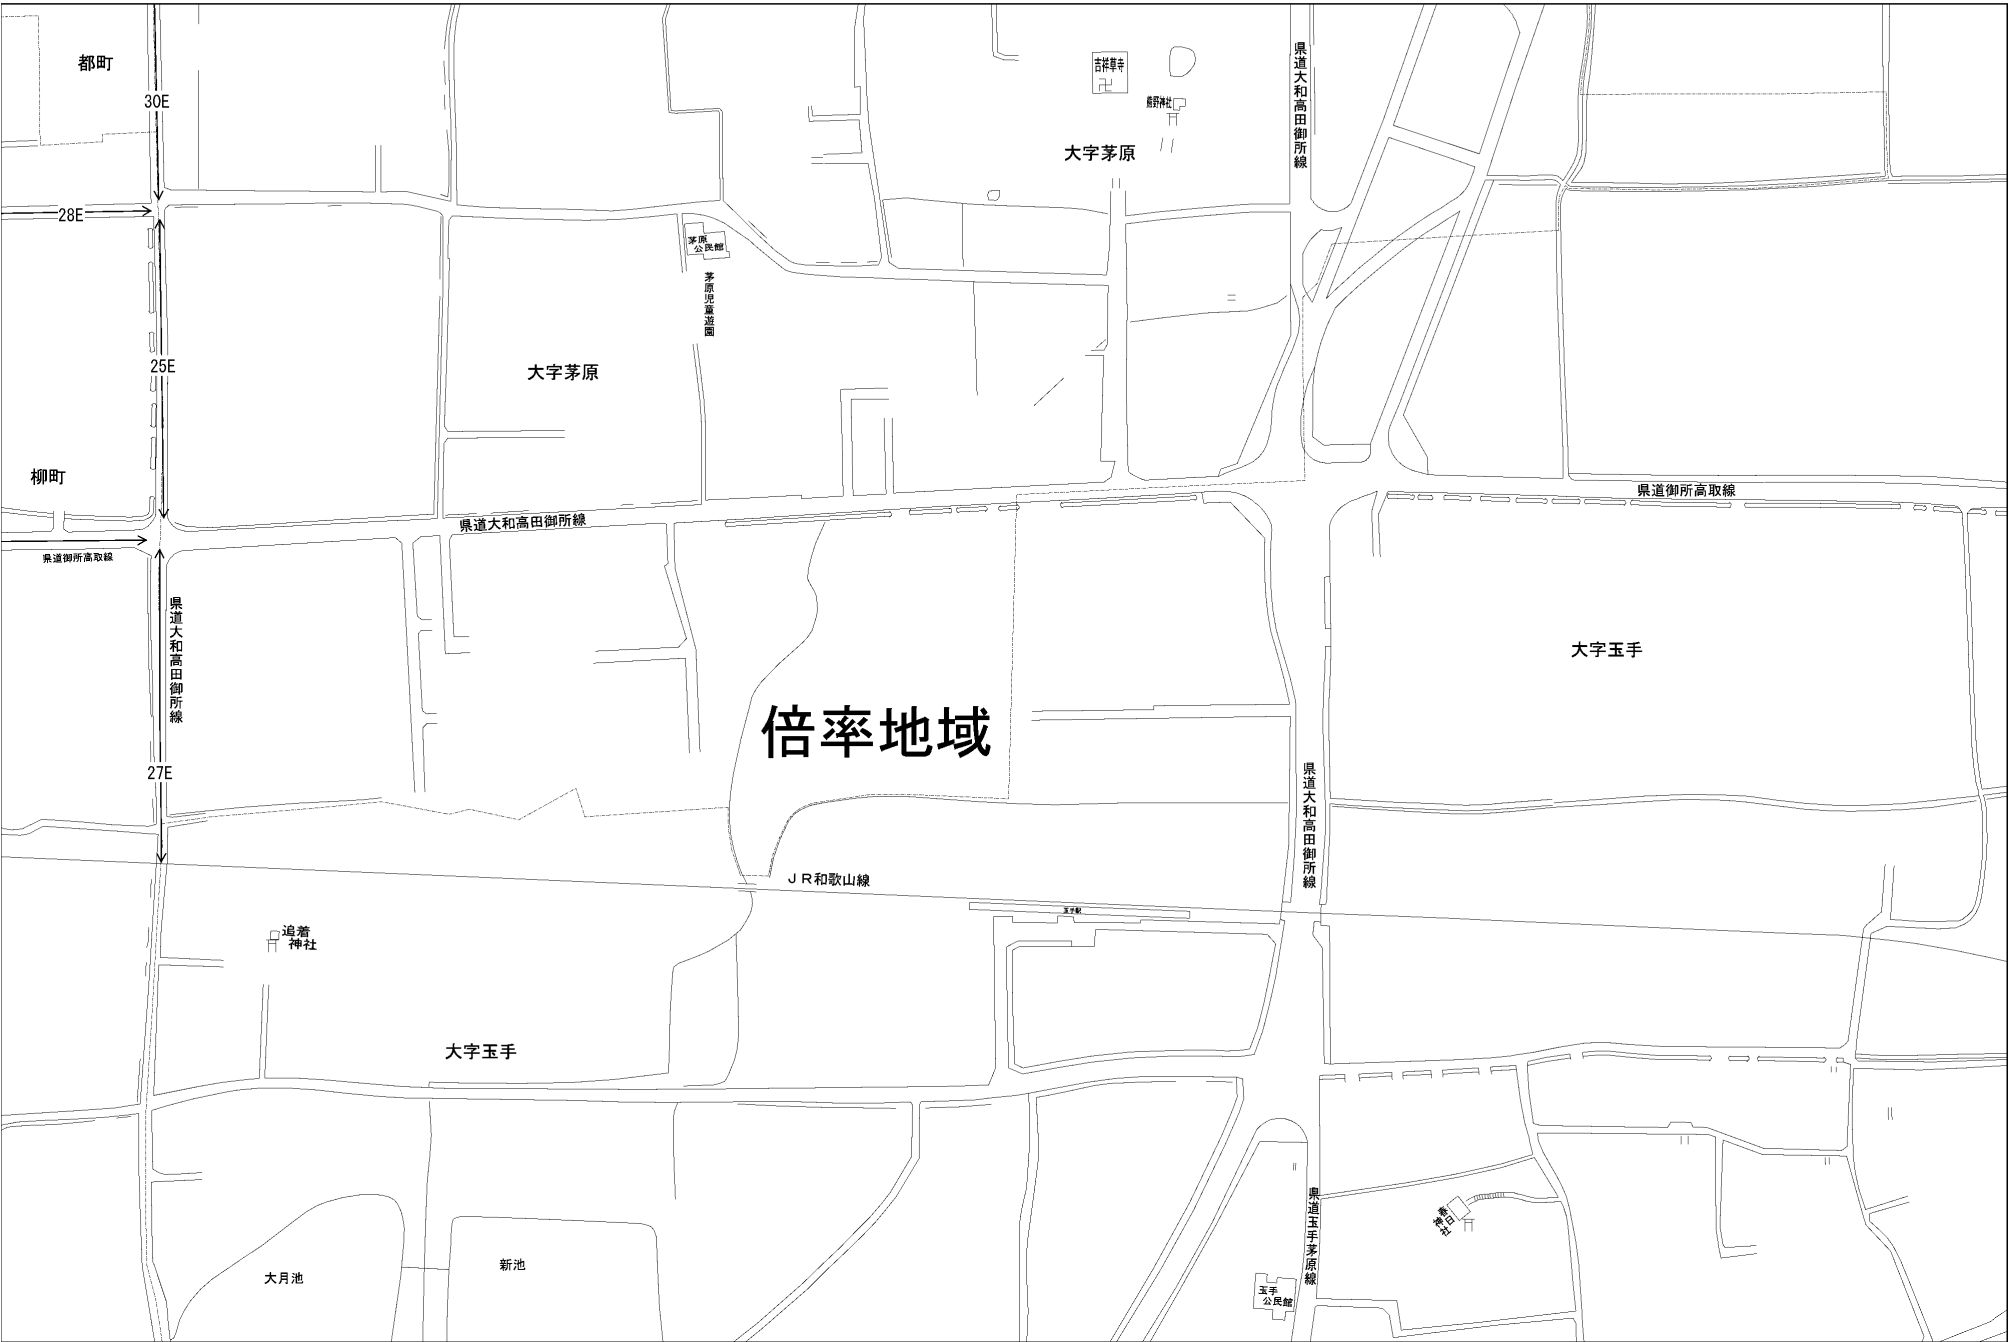 都町
吉祥草寺
県道大和高田御所線
30E
熊野神社
大字茅原
28E
茅原
公民館
茅原児童遊園
25E
大字茅原
柳町
県道御所高取線
県道大和高田御所線
県道御所高取線
県道大和高田御所線
大字玉手
倍率地域
27E
県道大和高田御所線
JR和歌山線
玉手駅
追着
神社
大字玉手
県道玉手茅原線
春日
神社
新池
大月池
玉手
公民館